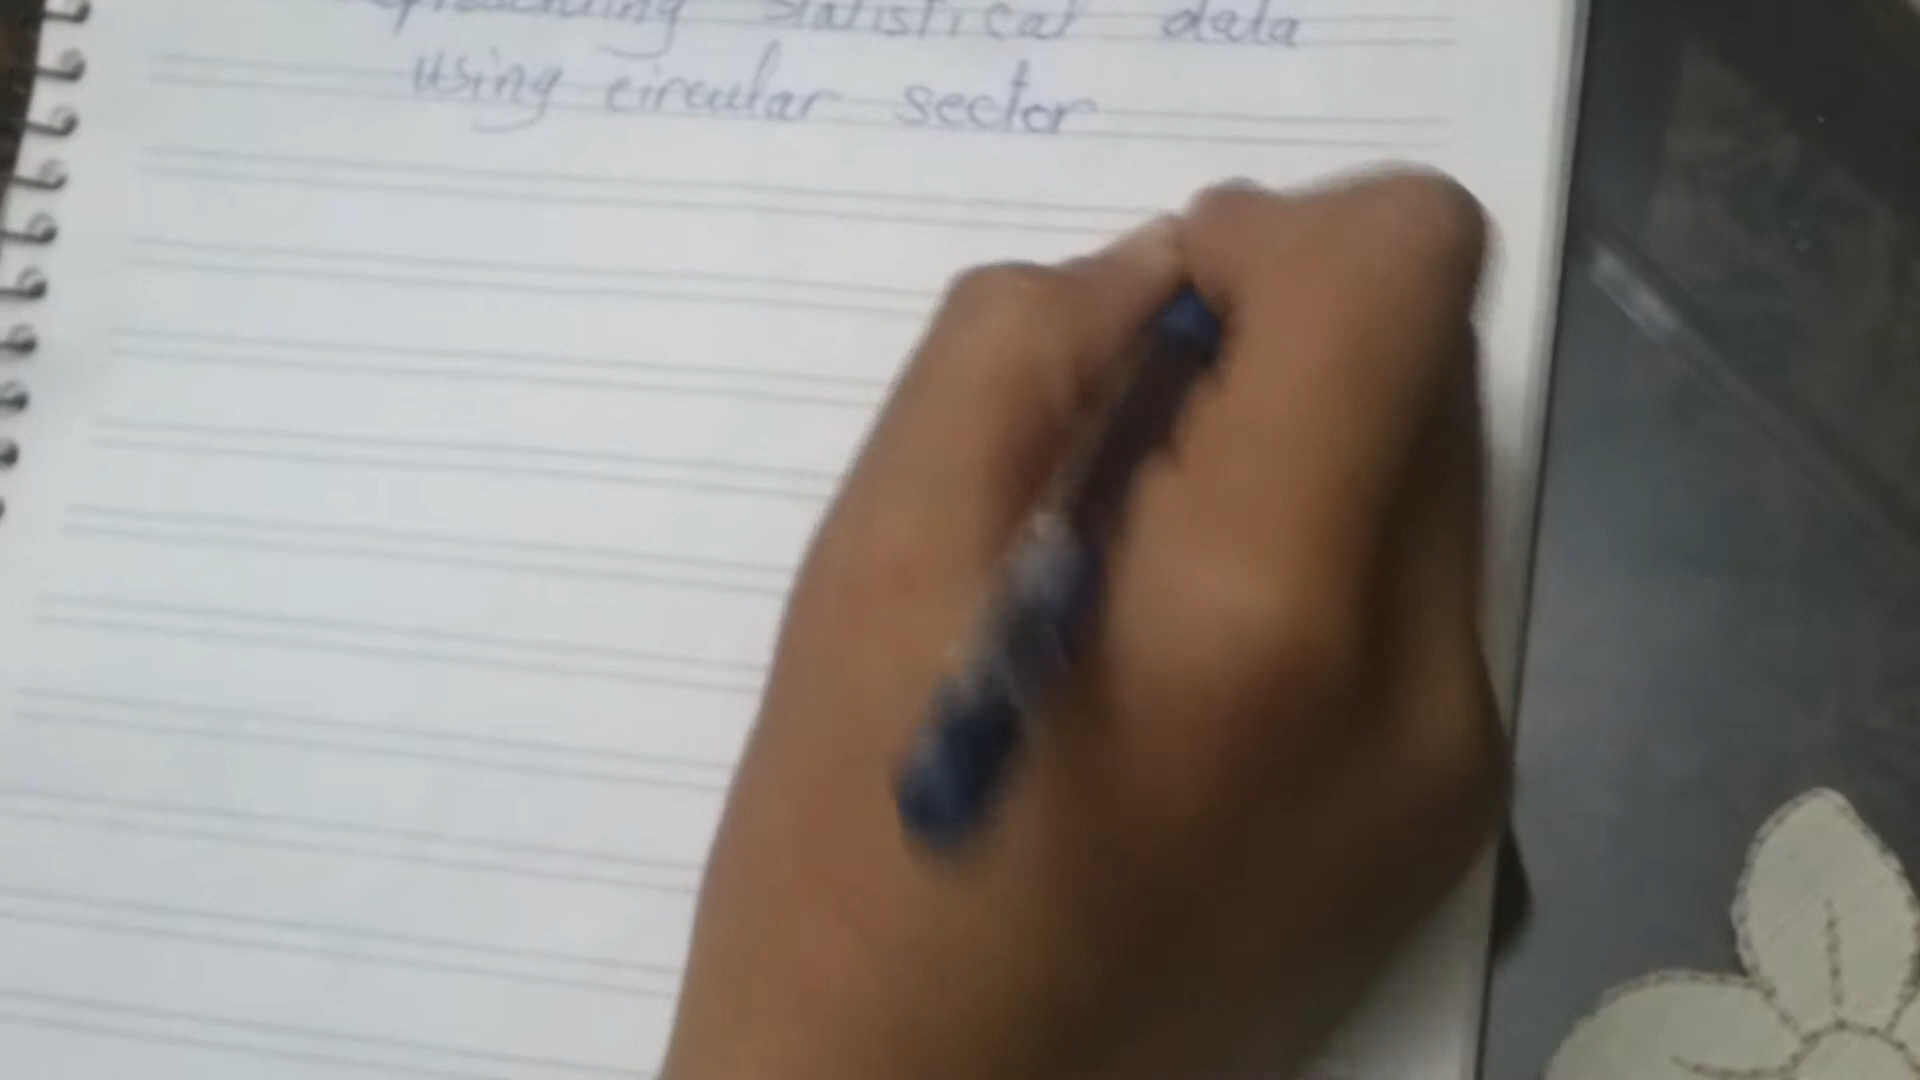 statistical data
using circular sector